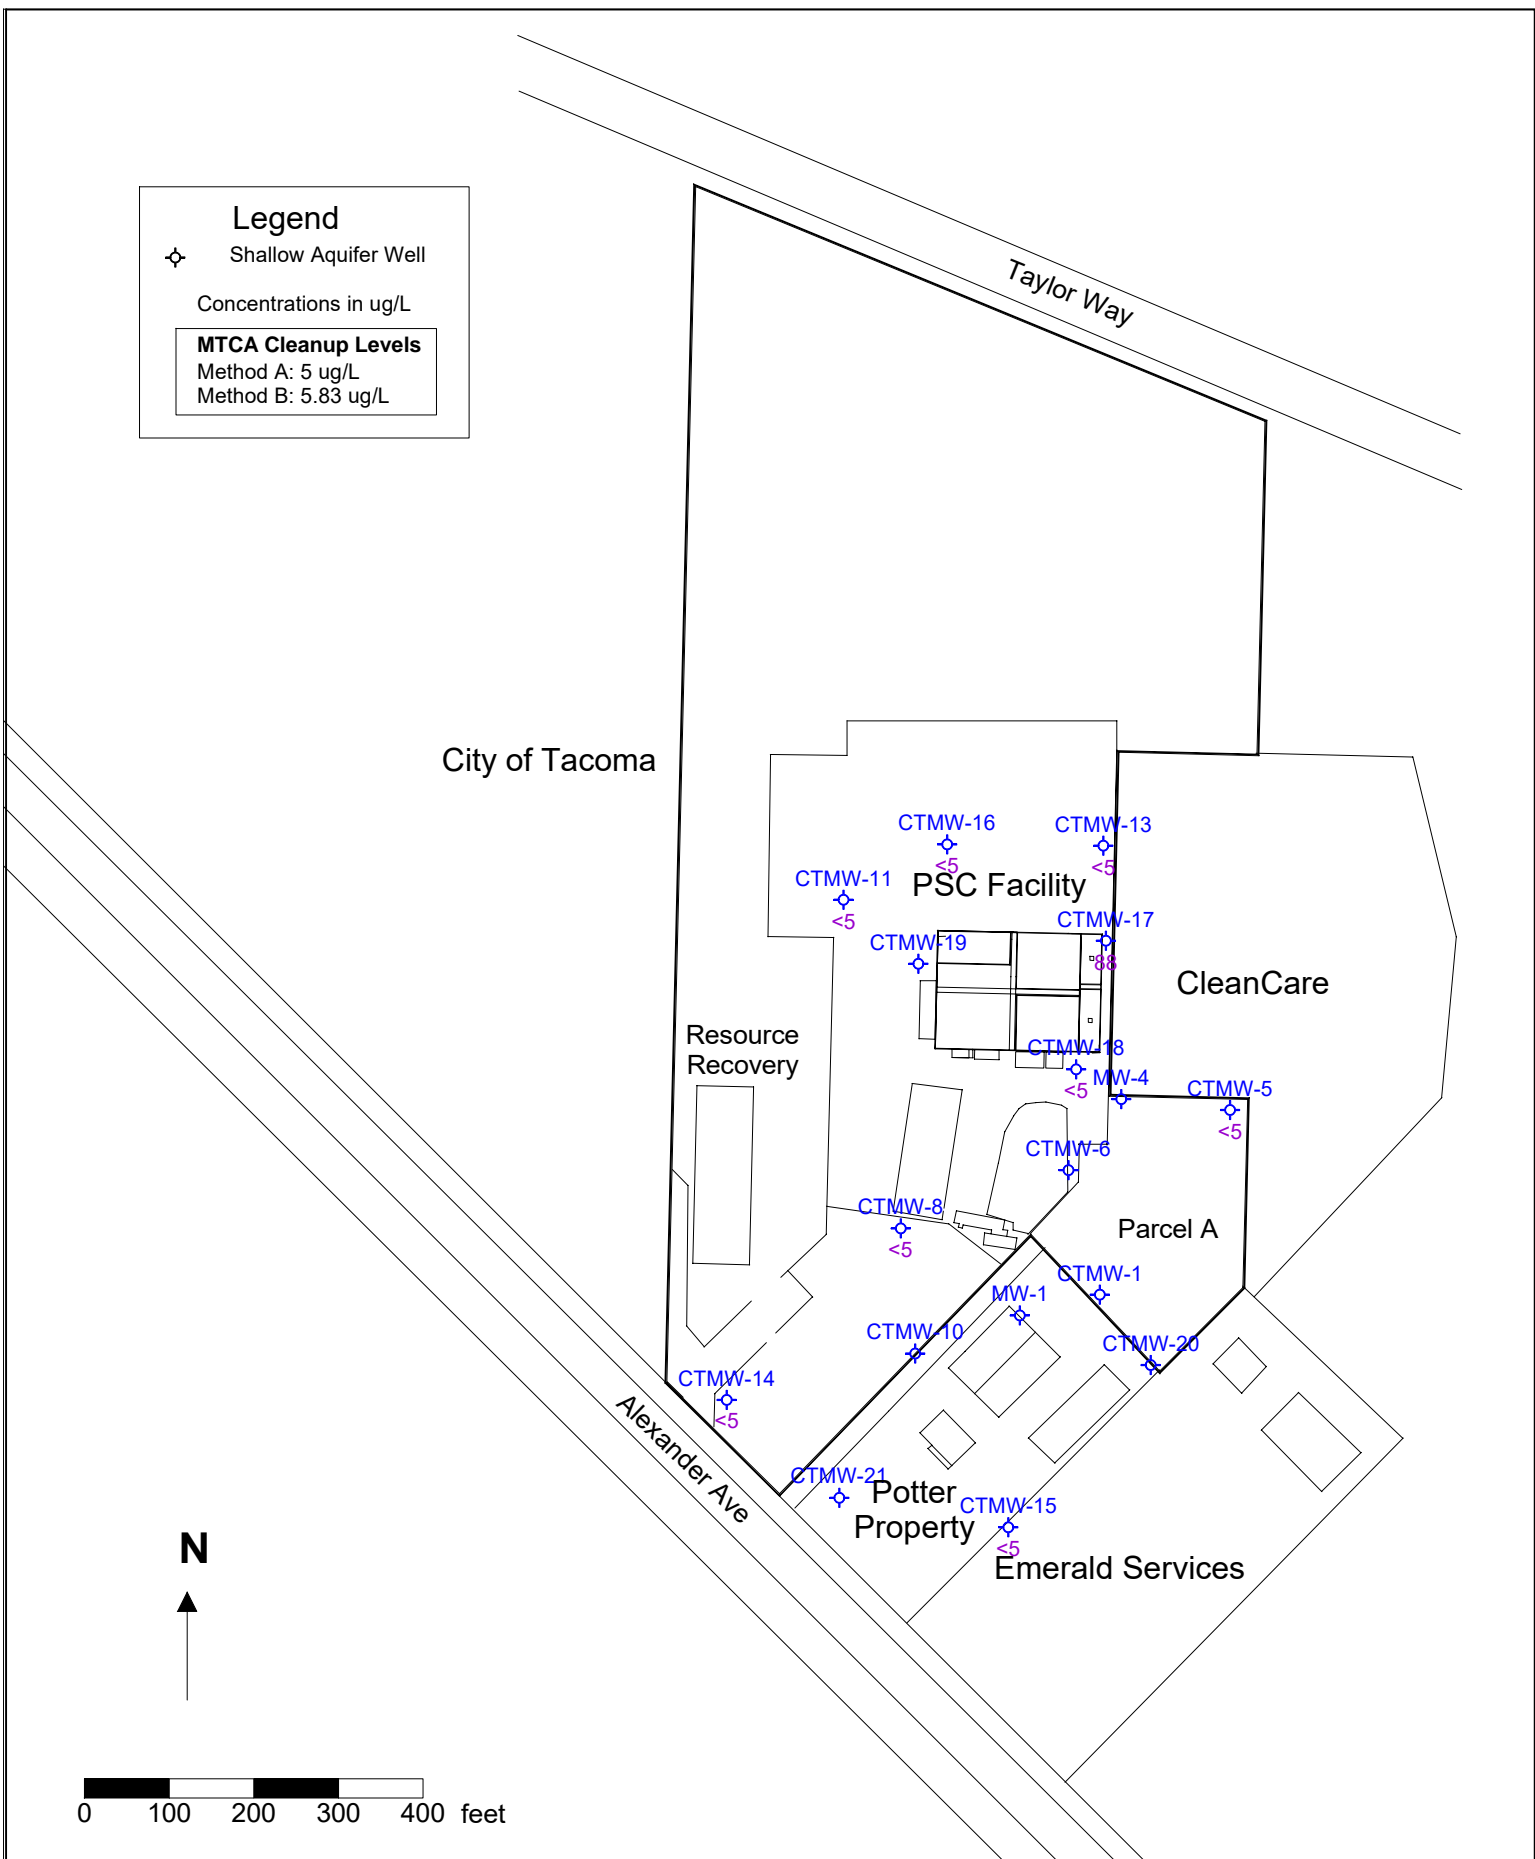 Legend
Shallow Aquifer Well
Concentrations in ug/L
MTCA Cleanup Levels
Method A: 5 ug/L
Method B: 5.83 ug/L
Taylor Way
City of Tacoma
CTMW-16
<5
CTMW-13
<5
CTMW-11
<5
PSC Facility
CTMW-17
88
CTMW-19
CleanCare
Resource
Recovery
CTMW-18
<5
MW-4
CTMW-5
<5
CTMW-6
CTMW-8
<5
Parcel A
CTMW-1
MW-1
CTMW-10
CTMW-20
CTMW-14
<5
Alexander Ave
CTMW-21
Potter
Property
CTMW-15
<5
Emerald Services
N
0 100 200 300 400 feet